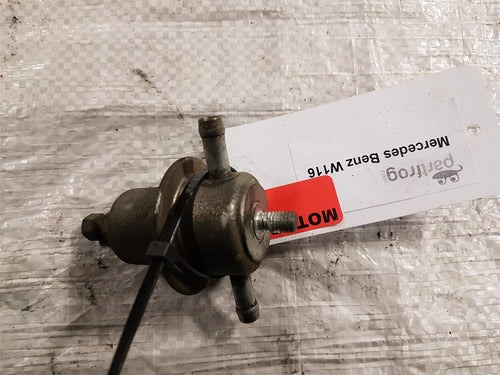 partfrog
Mercedes Benz W116
MOT